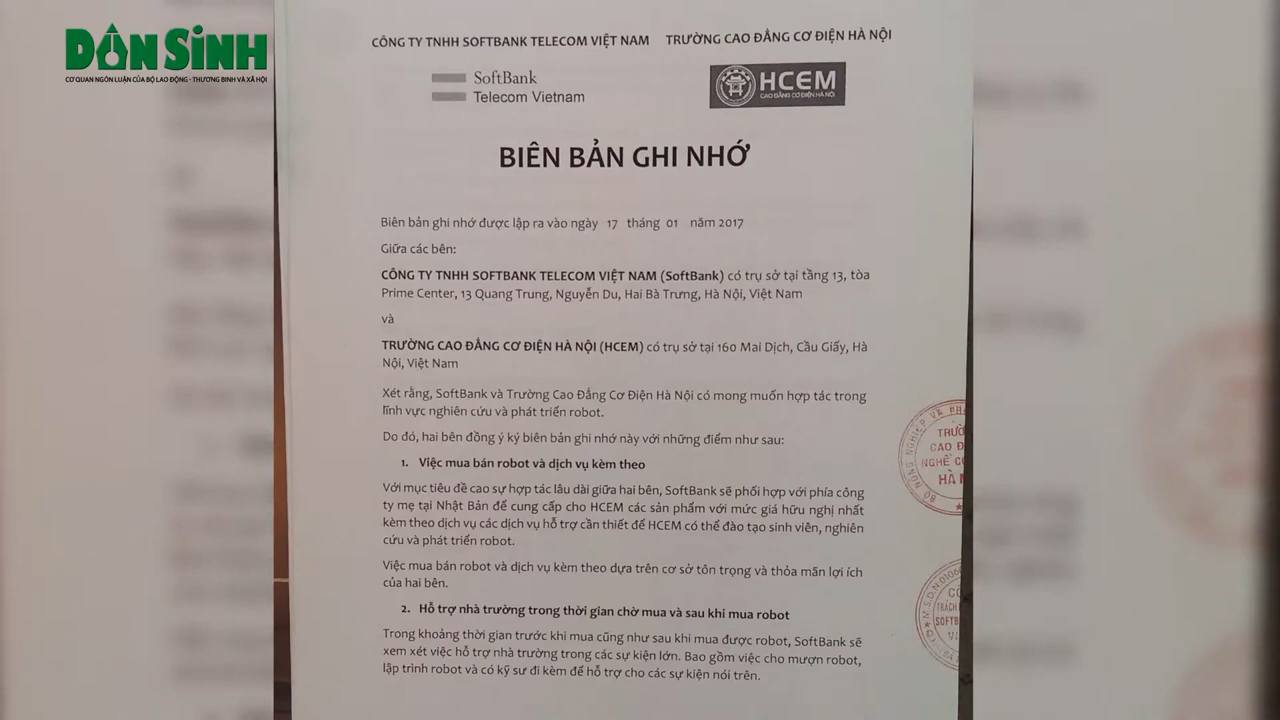 DÂN SINH
CƠ QUAN NGÔN LUẬN CỦA BỘ LAO ĐỘNG - THƯƠNG BINH VÀ XÃ HỘI
CÔNG TY TNHH SOFTBANK TELECOM VIỆT NAM TRƯỜNG CAO ĐẲNG CƠ ĐIỆN HÀ NỘI
SoftBank
Telecom Vietnam
HCEM
CAO ĐẲNG CƠ ĐIỆN HÀ NỘI
BIÊN BẢN GHI NHỚ
Biên bản ghi nhớ được lập ra vào ngày 17 tháng 01 năm 2017
Giữa các bên:
CÔNG TY TNHH SOFTBANK TELECOM VIỆT NAM (SoftBank) có trụ sở tại tầng 13, tòa
Prime Center, 13 Quang Trung, Nguyễn Du, Hai Bà Trưng, Hà Nội, Việt Nam
và
TRƯỜNG CAO ĐẲNG CƠ ĐIỆN HÀ NỘI (HCEM) có trụ sở tại 160 Mai Dịch, Cầu Giấy, Hà
Nội, Việt Nam
Xét rằng, SoftBank và Trường Cao Đẳng Cơ Điện Hà Nội có mong muốn hợp tác trong
lĩnh vực nghiên cứu và phát triển robot.
Do đó, hai bên đồng ý ký biên bản ghi nhớ này với những điểm như sau:
1. Việc mua bán robot và dịch vụ kèm theo
Với mục tiêu đề cao sự hợp tác lâu dài giữa hai bên, SoftBank sẽ phối hợp với phía công
ty mẹ tại Nhật Bản để cung cấp cho HCEM các sản phẩm với mức giá hữu nghị nhất
kèm theo dịch vụ các dịch vụ hỗ trợ cần thiết để HCEM có thể đào tạo sinh viên, nghiên
cứu và phát triển robot.
Việc mua bán robot và dịch vụ kèm theo dựa trên cơ sở tôn trọng và thỏa mãn lợi ích
của hai bên.
2. Hỗ trợ nhà trường trong thời gian chờ mua và sau khi mua robot
Trong khoảng thời gian trước khi mua cũng như sau khi mua được robot, SoftBank sẽ
xem xét việc hỗ trợ nhà trường trong các sự kiện lớn. Bao gồm việc cho mượn robot,
lập trình robot và có kỹ sư đi kèm để hỗ trợ cho các sự kiện nói trên.
BỘ NÔNG NGHIỆP VÀ
CAO Đ
NGHỀ C
HÀ N
M.S.D.N:0106
TRÁCH
SOFTB